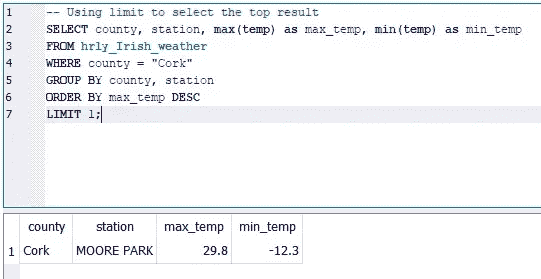 1 -- Using limit to select the top result
2 SELECT county, station, max(temp) as max_temp, min(temp) as min_temp
3 FROM hrly_Irish_weather
4 WHERE county = "Cork"
5 GROUP BY county, station
6 ORDER BY max_temp DESC
7 LIMIT 1;
county station max_temp min_temp
1 Cork MOORE PARK 29.8 -12.3